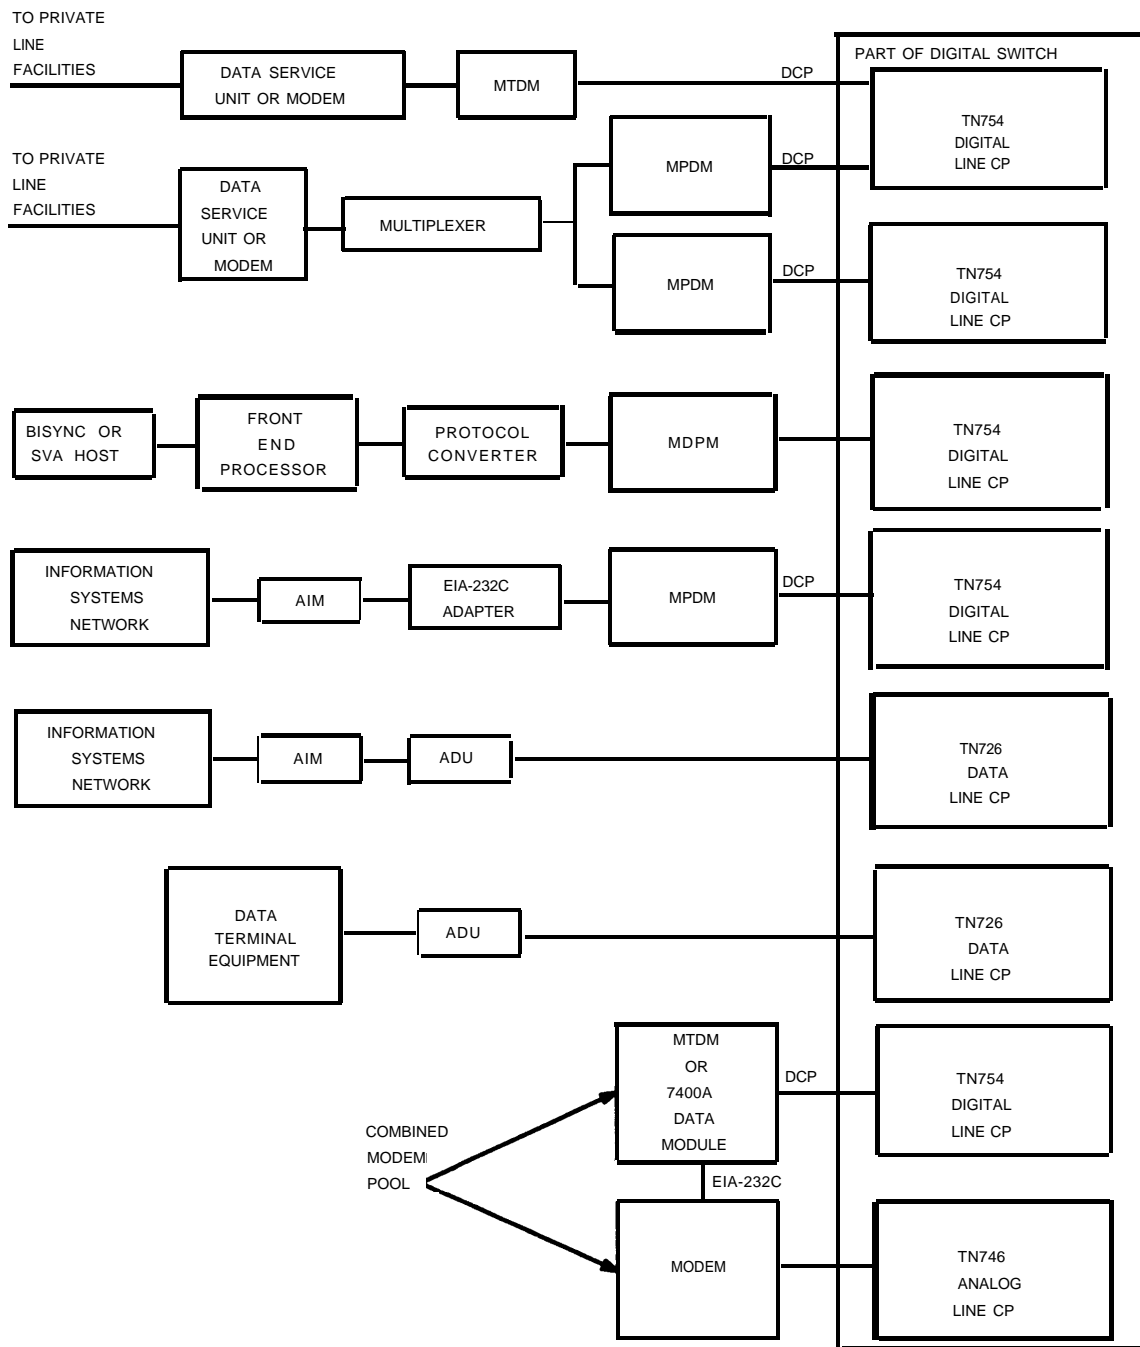 TO PRIVATE
LINE
FACILITIES
DATA SERVICE
UNIT OR MODEM
MTDM
DCP
PART OF DIGITAL SWITCH
TN754
DIGITAL
LINE CP
TO PRIVATE
LINE
FACILITIES
DATA
SERVICE
UNIT OR
MODEM
MULTIPLEXER
MPDM
DCP
MPDM
DCP
TN754
DIGITAL
LINE CP
BISYNC OR
SVA HOST
FRONT
END
PROCESSOR
PROTOCOL
CONVERTER
MDPM
TN754
DIGITAL
LINE CP
INFORMATION
SYSTEMS
NETWORK
AIM
EIA-232C
ADAPTER
MPDM
DCP
TN754
DIGITAL
LINE CP
INFORMATION
SYSTEMS
NETWORK
AIM
ADU
TN726
DATA
LINE CP
DATA
TERMINAL
EQUIPMENT
ADU
TN726
DATA
LINE CP
COMBINED
MODEM
POOL
MTDM
OR
7400A
DATA
MODULE
DCP
TN754
DIGITAL
LINE CP
EIA-232C
MODEM
TN746
ANALOG
LINE CP